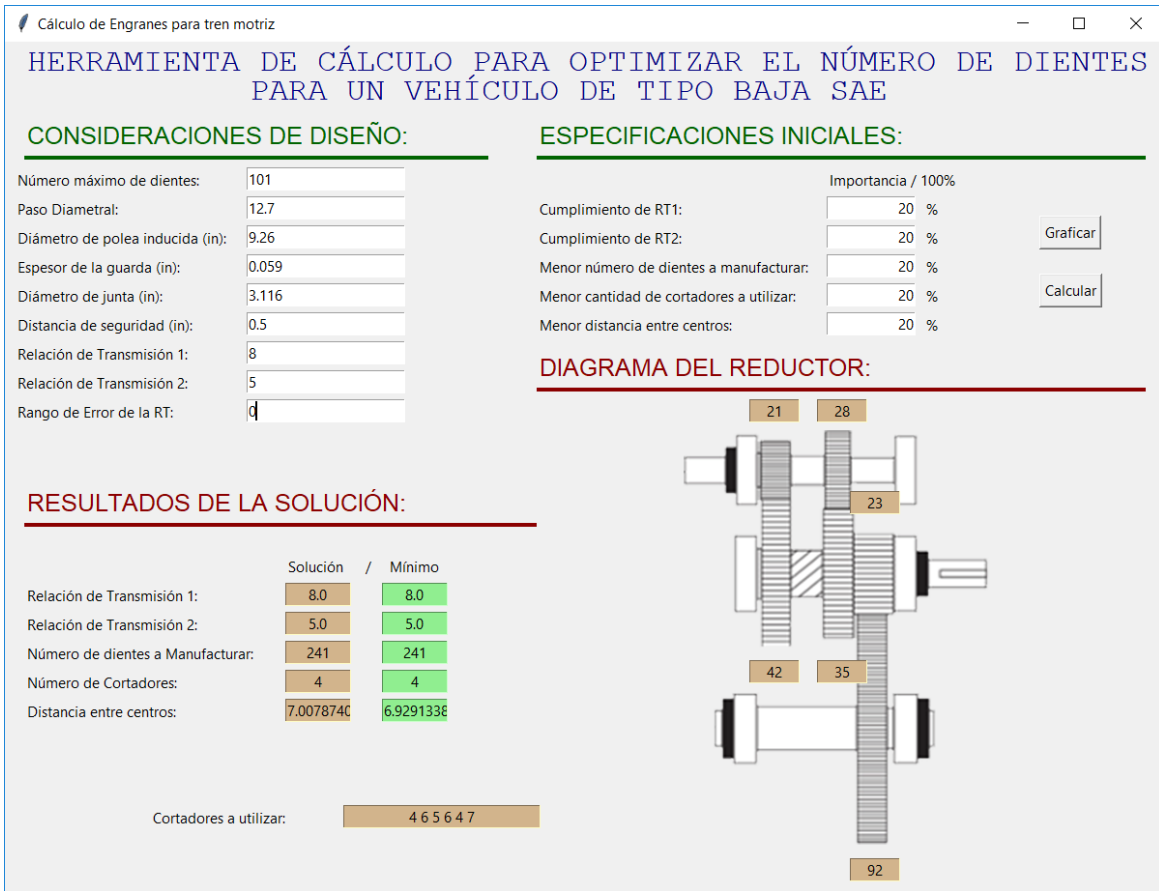 Cálculo de Engranes para tren motriz
HERRAMIENTA DE CÁLCULO PARA OPTIMIZAR EL NÚMERO DE DIENTES
PARA UN VEHÍCULO DE TIPO BAJA SAE
CONSIDERACIONES DE DISEÑO:
Número máximo de dientes: 101
Paso Diametral: 12.7
Diámetro de polea inducida (in): 9.26
Espesor de la guarda (in): 0.059
Diámetro de junta (in): 3.116
Distancia de seguridad (in): 0.5
Relación de Transmisión 1: 8
Relación de Transmisión 2: 5
Rango de Error de la RT: 0
ESPECIFICACIONES INICIALES:
Importancia / 100%
Cumplimiento de RT1: 20 %
Cumplimiento de RT2: 20 %
Menor número de dientes a manufacturar: 20 %
Menor cantidad de cortadores a utilizar: 20 %
Menor distancia entre centros: 20 %
Graficar
Calcular
DIAGRAMA DEL REDUCTOR:
21 28
23
42 35
92
RESULTADOS DE LA SOLUCIÓN:
Solución / Mínimo
Relación de Transmisión 1: 8.0 8.0
Relación de Transmisión 2: 5.0 5.0
Número de dientes a Manufacturar: 241 241
Número de Cortadores: 4 4
Distancia entre centros: 7.0078740 6.9291338
Cortadores a utilizar: 4 6 5 6 4 7